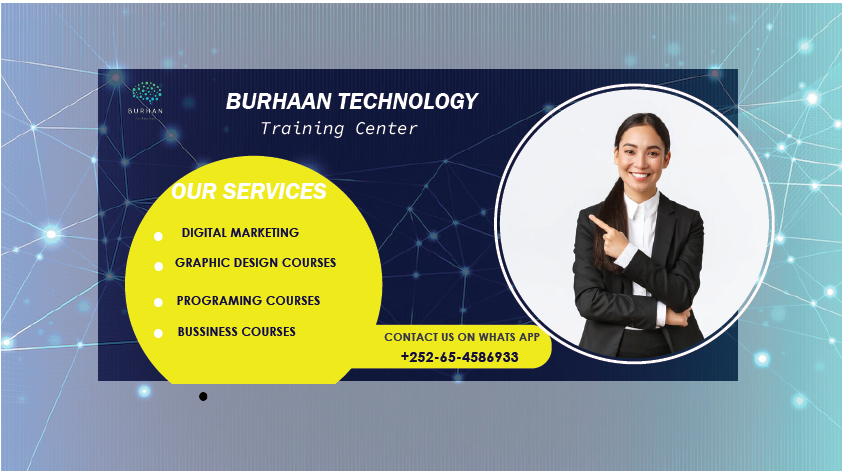 BURHAN
BURHAAN TECHNOLOGY
Training Center
OUR SERVICES
DIGITAL MARKETING
GRAPHIC DESIGN COURSES
PROGRAMING COURSES
BUSSINESS COURSES
CONTACT US ON WHATS APP
+252-65-4586933